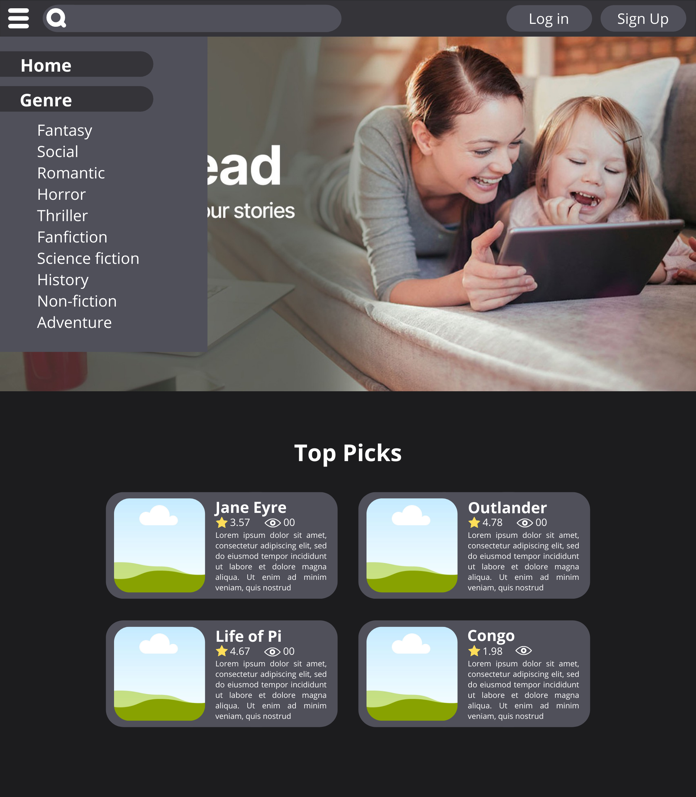 Log in
Sign Up
Home
Genre
Fantasy
Social
Romantic
Horror
Thriller
Fanfiction
Science fiction
History
Non-fiction
Adventure
ead
our stories
Top Picks
Jane Eyre
3.57 00
Lorem ipsum dolor sit amet,
consectetur adipiscing elit, sed
do eiusmod tempor incididunt
ut labore et dolore magna
aliqua. Ut enim ad minim
veniam, quis nostrud
Outlander
4.78 00
Lorem ipsum dolor sit amet,
consectetur adipiscing elit, sed
do eiusmod tempor incididunt
ut labore et dolore magna
aliqua. Ut enim ad minim
veniam, quis nostrud
Life of Pi
4.67 00
Lorem ipsum dolor sit amet,
consectetur adipiscing elit, sed
do eiusmod tempor incididunt
ut labore et dolore magna
aliqua. Ut enim ad minim
veniam, quis nostrud
Congo
1.98
Lorem ipsum dolor sit amet,
consectetur adipiscing elit, sed
do eiusmod tempor incididunt
ut labore et dolore magna
aliqua. Ut enim ad minim
veniam, quis nostrud